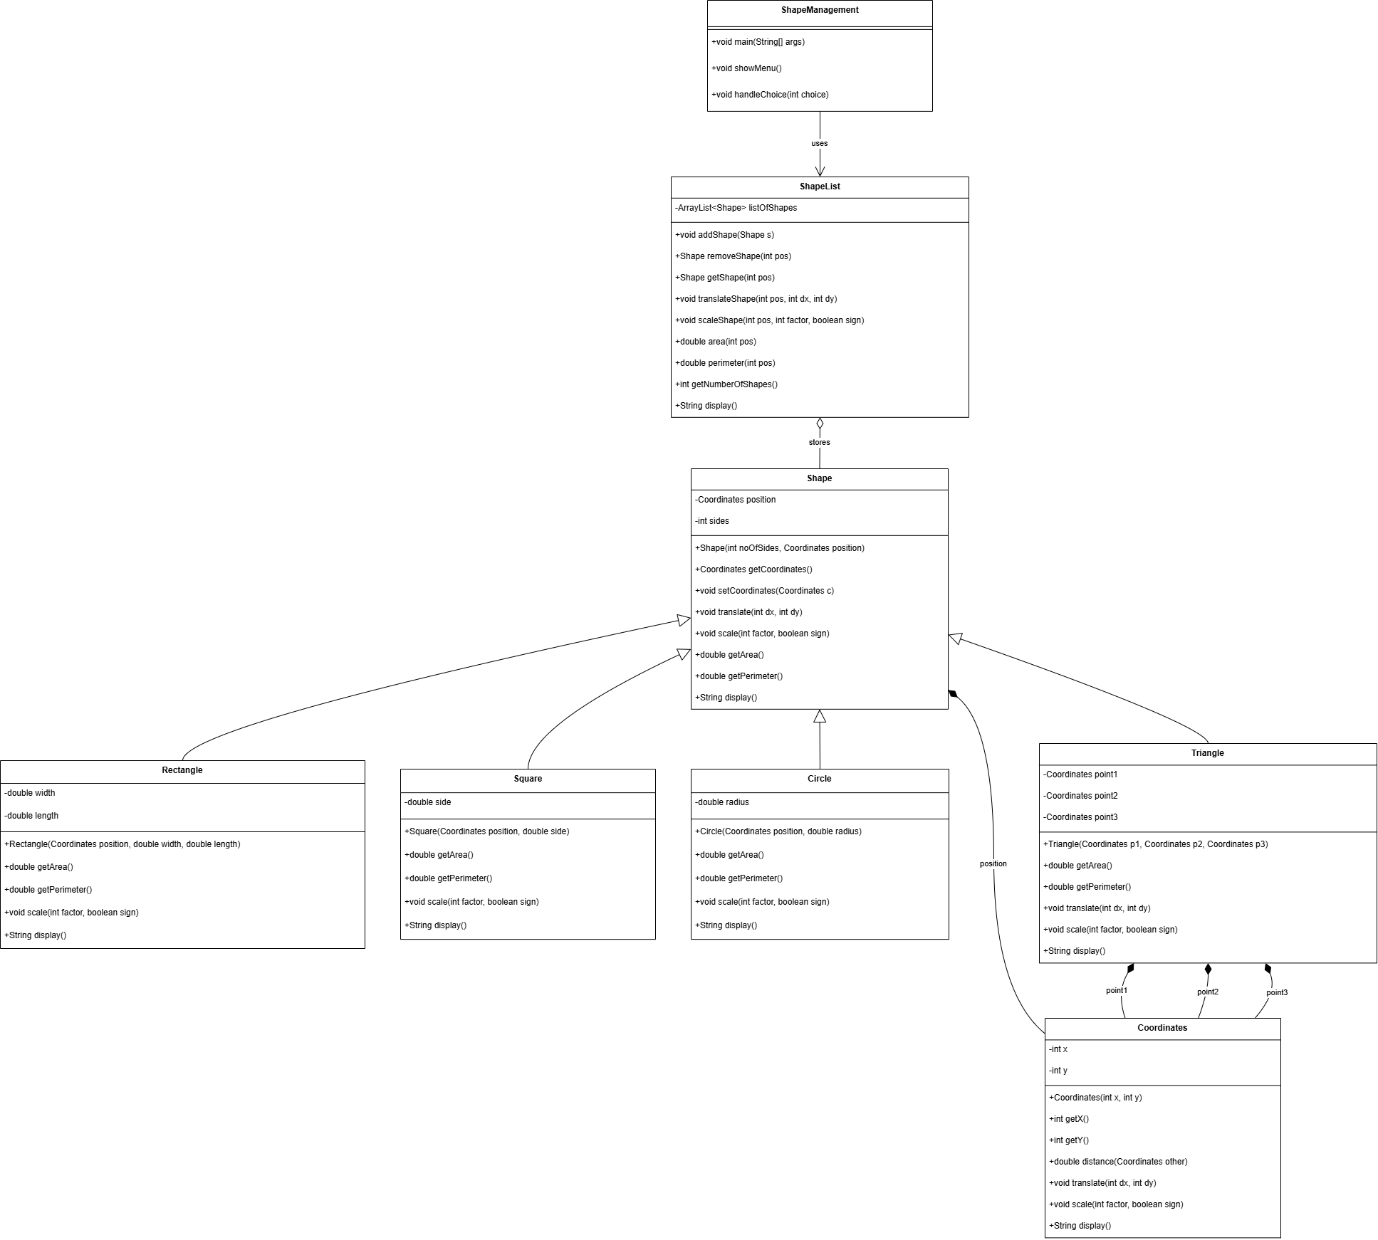 ShapeManagement
+void main(String[] args)
+void showMenu()
+void handleChoice(int choice)
uses
ShapeList
-ArrayList<Shape> listOfShapes
+void addShape(Shape s)
+Shape removeShape(int pos)
+Shape getShape(int pos)
+void translateShape(int pos, int dx, int dy)
+void scaleShape(int pos, int factor, boolean sign)
+double area(int pos)
+double perimeter(int pos)
+int getNumberOfShapes()
+String display()
stores
Shape
-Coordinates position
-int sides
+Shape(int noOfSides, Coordinates position)
+Coordinates getCoordinates()
+void setCoordinates(Coordinates c)
+void translate(int dx, int dy)
+void scale(int factor, boolean sign)
+double getArea()
+double getPerimeter()
+String display()
Rectangle
-double width
-double length
+Rectangle(Coordinates position, double width, double length)
+double getArea()
+double getPerimeter()
+void scale(int factor, boolean sign)
+String display()
Square
-double side
+Square(Coordinates position, double side)
+double getArea()
+double getPerimeter()
+void scale(int factor, boolean sign)
+String display()
Circle
-double radius
+Circle(Coordinates position, double radius)
+double getArea()
+double getPerimeter()
+void scale(int factor, boolean sign)
+String display()
position
Triangle
-Coordinates point1
-Coordinates point2
-Coordinates point3
+Triangle(Coordinates p1, Coordinates p2, Coordinates p3)
+double getArea()
+double getPerimeter()
+void translate(int dx, int dy)
+void scale(int factor, boolean sign)
+String display()
point1
point2
point3
Coordinates
-int x
-int y
+Coordinates(int x, int y)
+int getX()
+int getY()
+double distance(Coordinates other)
+void translate(int dx, int dy)
+void scale(int factor, boolean sign)
+String display()